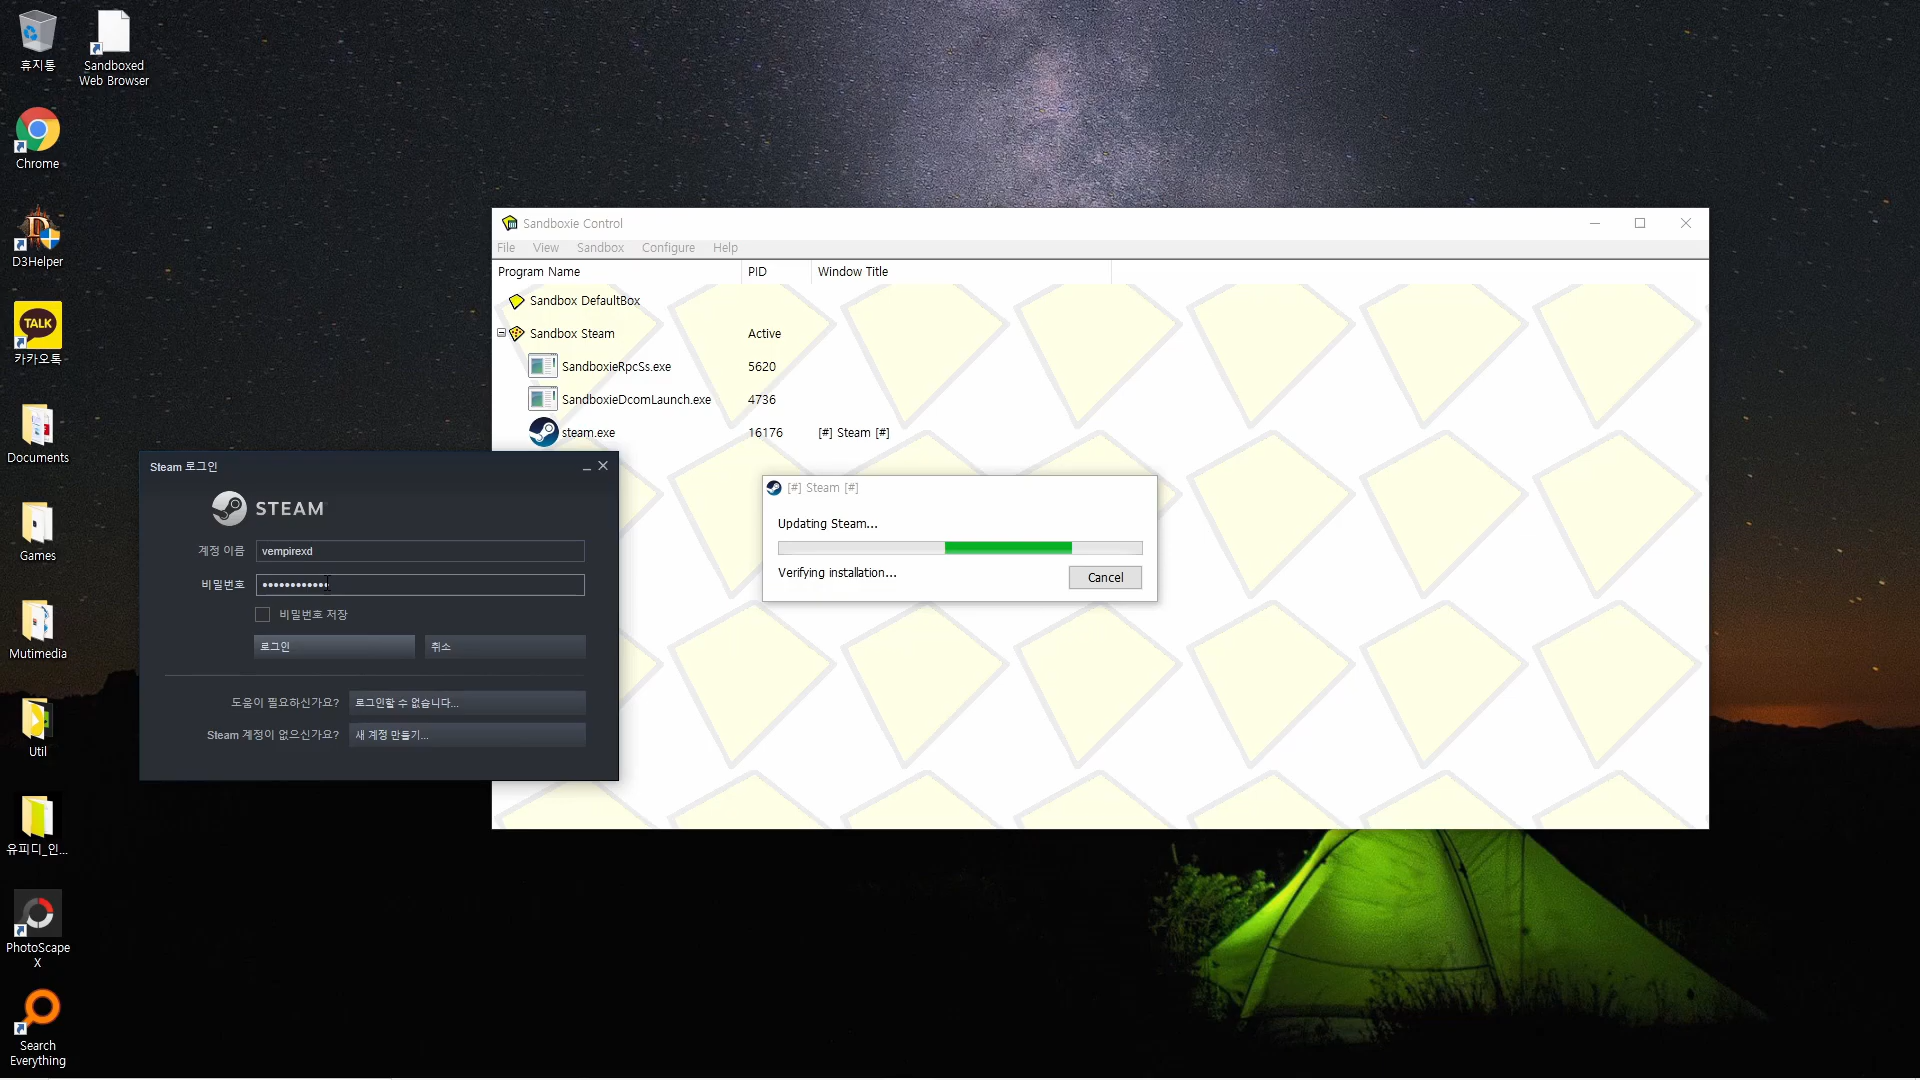 휴지통
Sandboxed
Web Browser
Chrome
D3Helper
TALK
카카오톡
Documents
Games
Mutimedia
Util
유피디_인...
PhotoScape
X
Search
Everything
Sandboxie Control
File View Sandbox Configure Help
Program Name PID Window Title
Sandbox DefaultBox
Sandbox Steam Active
SandboxieRpcSs.exe 5620
SandboxieDcomLaunch.exe 4736
steam.exe 16176 [#] Steam [#]
Steam 로그인
STEAM
계정 이름 vempirexd
비밀번호 ••••••••••••
비밀번호 저장
로그인 취소
도움이 필요하신가요? 로그인할 수 없습니다...
Steam 계정이 없으신가요? 새 계정 만들기...
[#] Steam [#]
Updating Steam...
Verifying installation...
Cancel